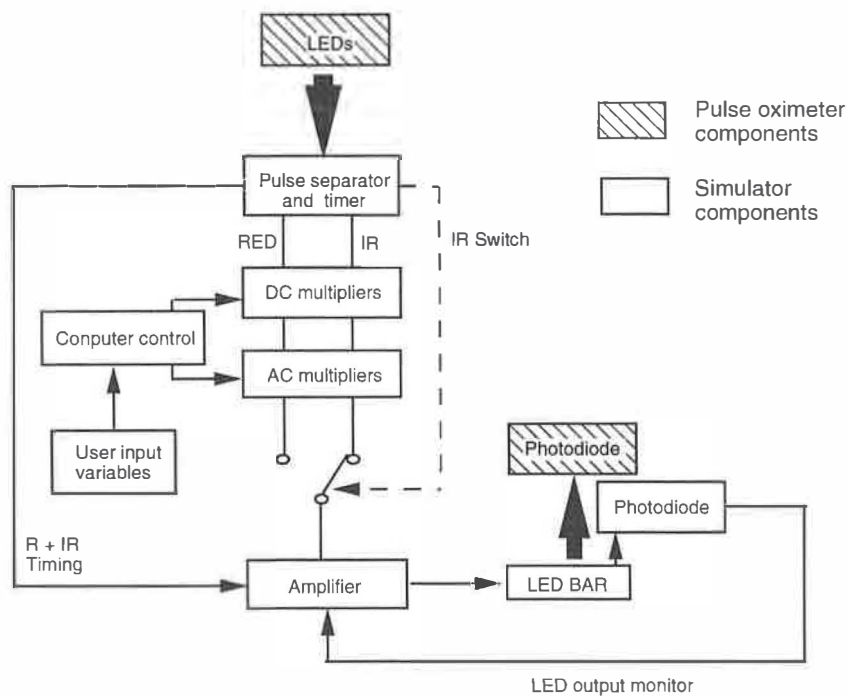 LEDs
Pulse oximeter
components
Simulator
components
Pulse separator
and timer
RED
IR
IR Switch
DC multipliers
Conputer control
AC multipliers
User input
variables
Photodiode
Photodiode
R + IR
Timing
Amplifier
LED BAR
LED output monitor